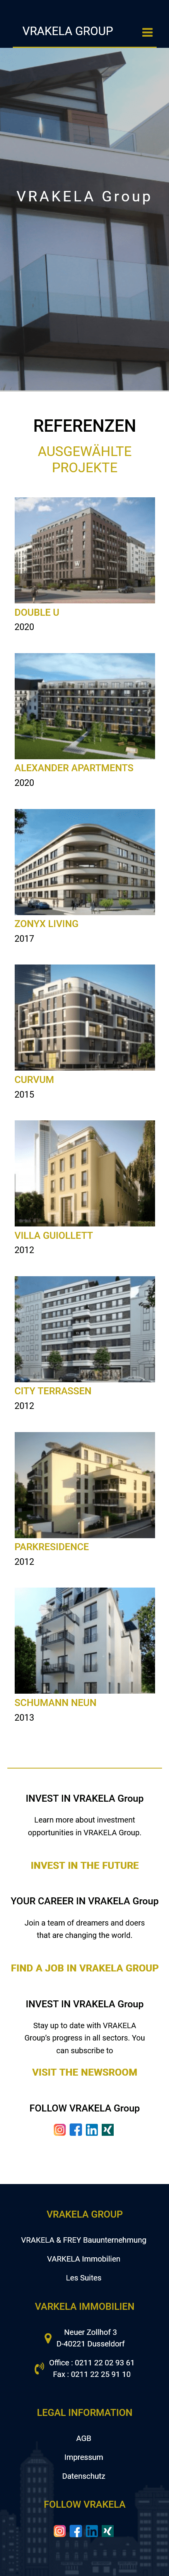 VRAKELA GROUP
VRAKELA Group
REFERENZEN
AUSGEWÄHLTE
PROJEKTE
DOUBLE U
2020
ALEXANDER APARTMENTS
2020
ZONYX LIVING
2017
CURVUM
2015
VILLA GUIOLLETT
2012
CITY TERRASSEN
2012
PARKRESIDENCE
2012
SCHUMANN NEUN
2013
INVEST IN VRAKELA Group
Learn more about investment
opportunities in VRAKELA Group.
INVEST IN THE FUTURE
YOUR CAREER IN VRAKELA Group
Join a team of dreamers and doers
that are changing the world.
FIND A JOB IN VRAKELA GROUP
INVEST IN VRAKELA Group
Stay up to date with VRAKELA
Group's progress in all sectors. You
can subscribe to
VISIT THE NEWSROOM
FOLLOW VRAKELA Group
VRAKELA GROUP
VRAKELA & FREY Bauunternehmung
VARKELA Immobilien
Les Suites
VARKELA IMMOBILIEN
Neuer Zollhof 3
D-40221 Dusseldorf
Office : 0211 22 02 93 61
Fax : 0211 22 25 91 10
LEGAL INFORMATION
AGB
Impressum
Datenschutz
FOLLOW VRAKELA